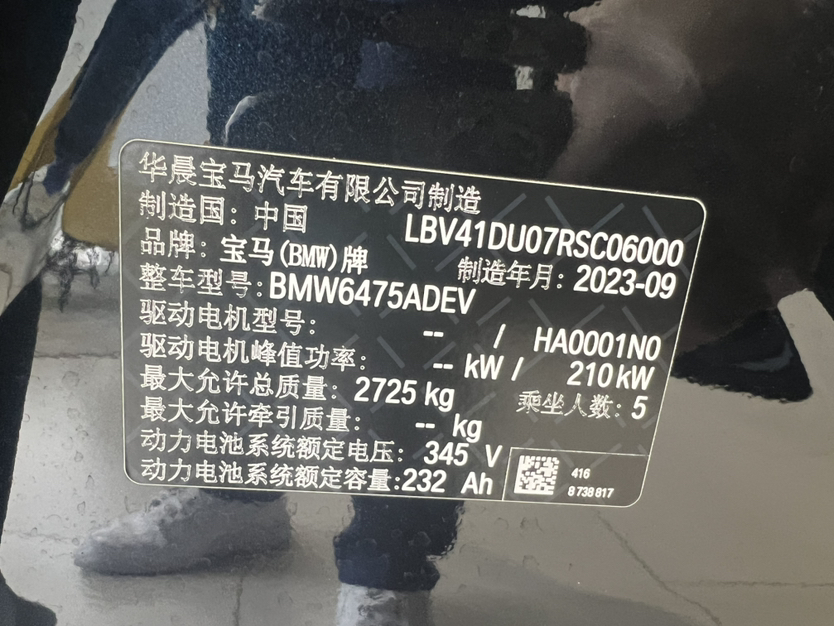 华晨宝马汽车有限公司制造
制造国：中国 LBV41DU07RSC06000
品牌：宝马(BMW)牌 制造年月：2023-09
整车型号：BMW6475ADEV
驱动电机型号： -- / HA0001N0
驱动电机峰值功率： -- kW / 210kW
最大允许总质量：2725 kg 乘坐人数：5
最大允许牵引质量： -- kg
动力电池系统额定电压：345 V
动力电池系统额定容量:232 Ah
416
8 738 817